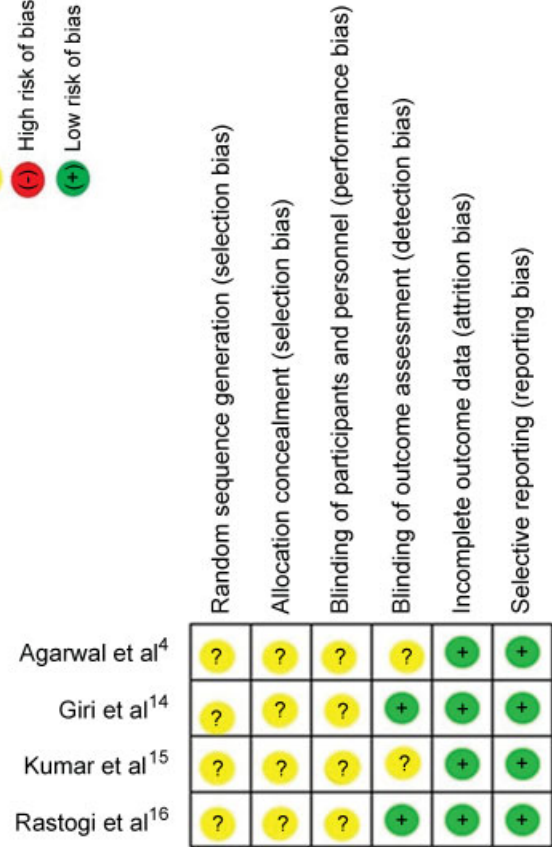 (-) High risk of bias
(+) Low risk of bias
Random sequence generation (selection bias)
Allocation concealment (selection bias)
Blinding of participants and personnel (performance bias)
Blinding of outcome assessment (detection bias)
Incomplete outcome data (attrition bias)
Selective reporting (reporting bias)
Agarwal et al⁴ ? ? ? ? + +
Giri et al¹⁴ ? ? ? + + +
Kumar et al¹⁵ ? ? ? ? + +
Rastogi et al¹⁶ ? ? ? + + +